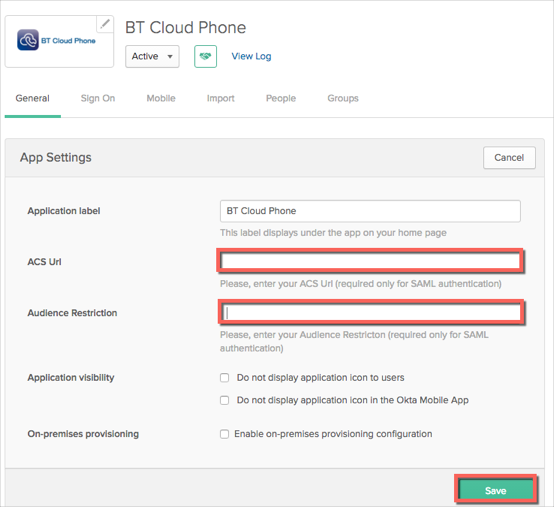 BT Cloud Phone
BT Cloud Phone
Active
View Log
General
Sign On
Mobile
Import
People
Groups
App Settings
Cancel
Application label
BT Cloud Phone
This label displays under the app on your home page
ACS Url
Please, enter your ACS Url (required only for SAML authentication)
Audience Restriction
Please, enter your Audience Restricton (required only for SAML
authentication)
Application visibility
Do not display application icon to users
Do not display application icon in the Okta Mobile App
On-premises provisioning
Enable on-premises provisioning configuration
Save